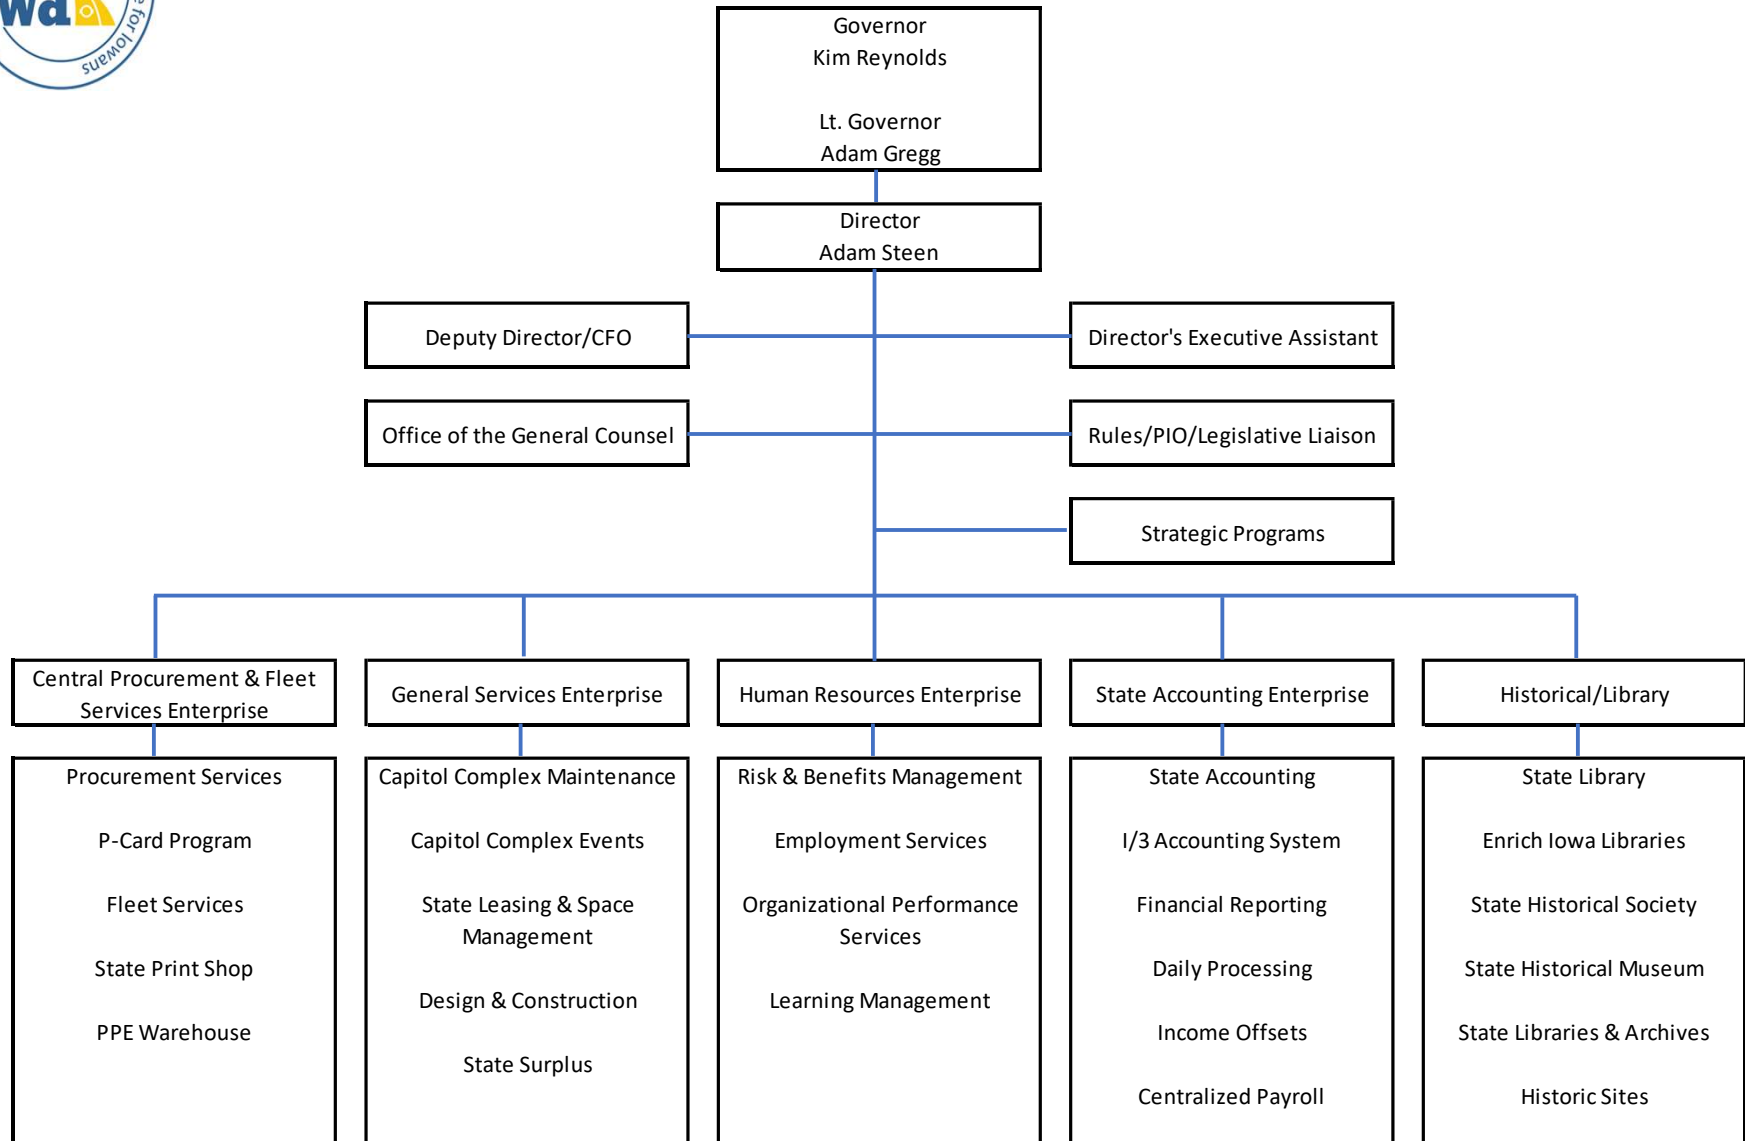 Wd
e for Iowans
Governor
Kim Reynolds
Lt. Governor
Adam Gregg
Director
Adam Steen
Deputy Director/CFO
Director's Executive Assistant
Office of the General Counsel
Rules/PIO/Legislative Liaison
Strategic Programs
Central Procurement & Fleet
Services Enterprise
General Services Enterprise
Human Resources Enterprise
State Accounting Enterprise
Historical/Library
Procurement Services
P-Card Program
Fleet Services
State Print Shop
PPE Warehouse
Capitol Complex Maintenance
Capitol Complex Events
State Leasing & Space
Management
Design & Construction
State Surplus
Risk & Benefits Management
Employment Services
Organizational Performance
Services
Learning Management
State Accounting
I/3 Accounting System
Financial Reporting
Daily Processing
Income Offsets
Centralized Payroll
State Library
Enrich Iowa Libraries
State Historical Society
State Historical Museum
State Libraries & Archives
Historic Sites